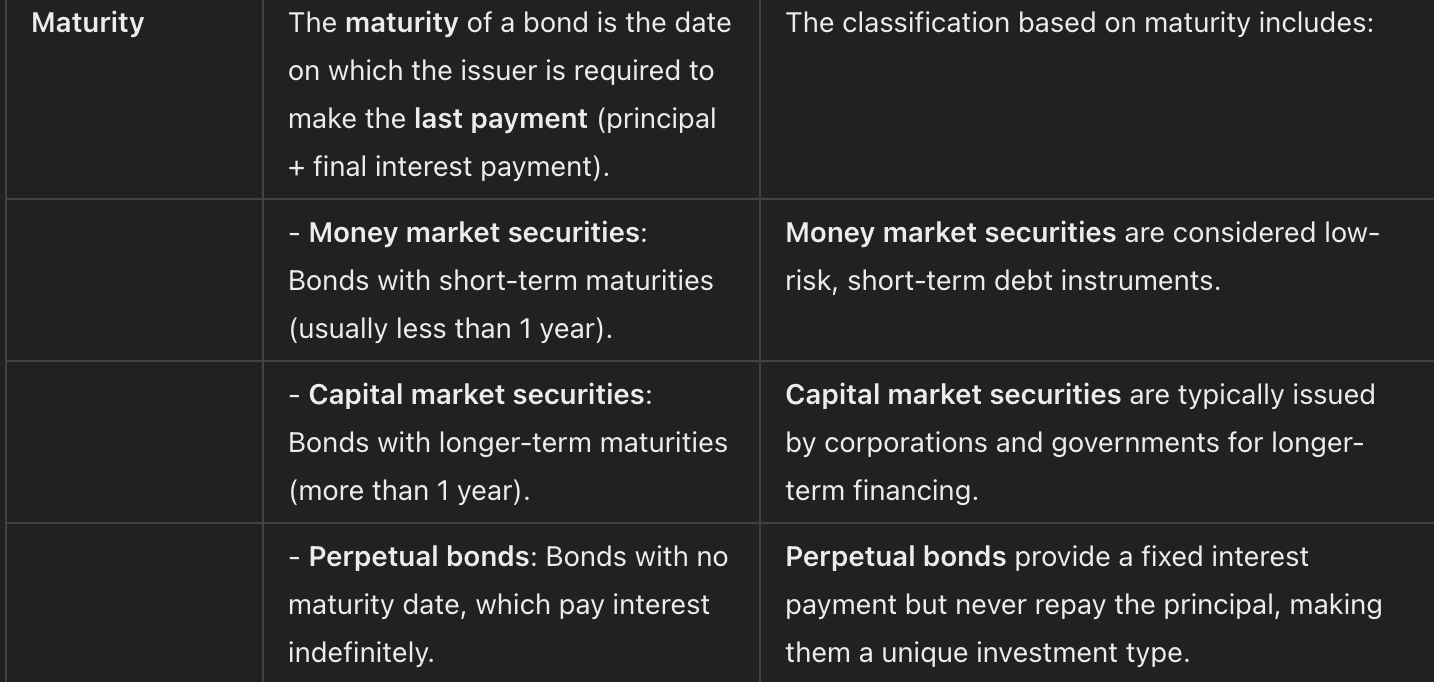 Maturity
The maturity of a bond is the date
on which the issuer is required to
make the last payment (principal
+ final interest payment).
The classification based on maturity includes:
- Money market securities:
Bonds with short-term maturities
(usually less than 1 year).
Money market securities are considered low-
risk, short-term debt instruments.
- Capital market securities:
Bonds with longer-term maturities
(more than 1 year).
Capital market securities are typically issued
by corporations and governments for longer-
term financing.
- Perpetual bonds: Bonds with no
maturity date, which pay interest
indefinitely.
Perpetual bonds provide a fixed interest
payment but never repay the principal, making
them a unique investment type.